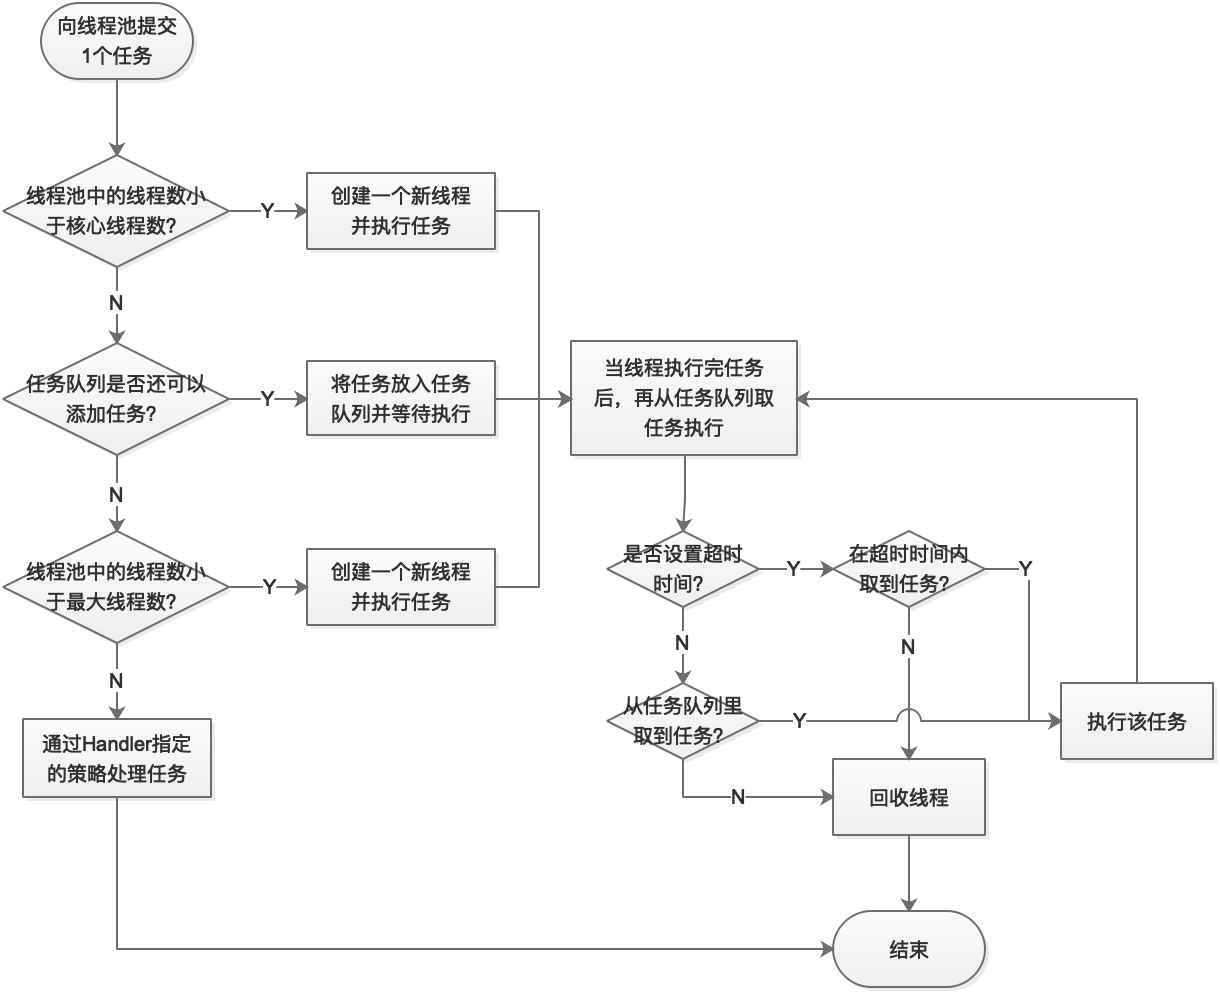 向线程池提交
1个任务
线程池中的线程数小
于核心线程数?
Y
创建一个新线程
并执行任务
N
任务队列是否还可以
添加任务?
Y
将任务放入任务
队列并等待执行
当线程执行完任务
后，再从任务队列取
任务执行
N
线程池中的线程数小
于最大线程数?
Y
创建一个新线程
并执行任务
是否设置超时
时间?
Y
在超时时间内
取到任务?
Y
N
N
N
从任务队列里
取到任务?
Y
执行该任务
通过Handler指定
的策略处理任务
N
回收线程
结束